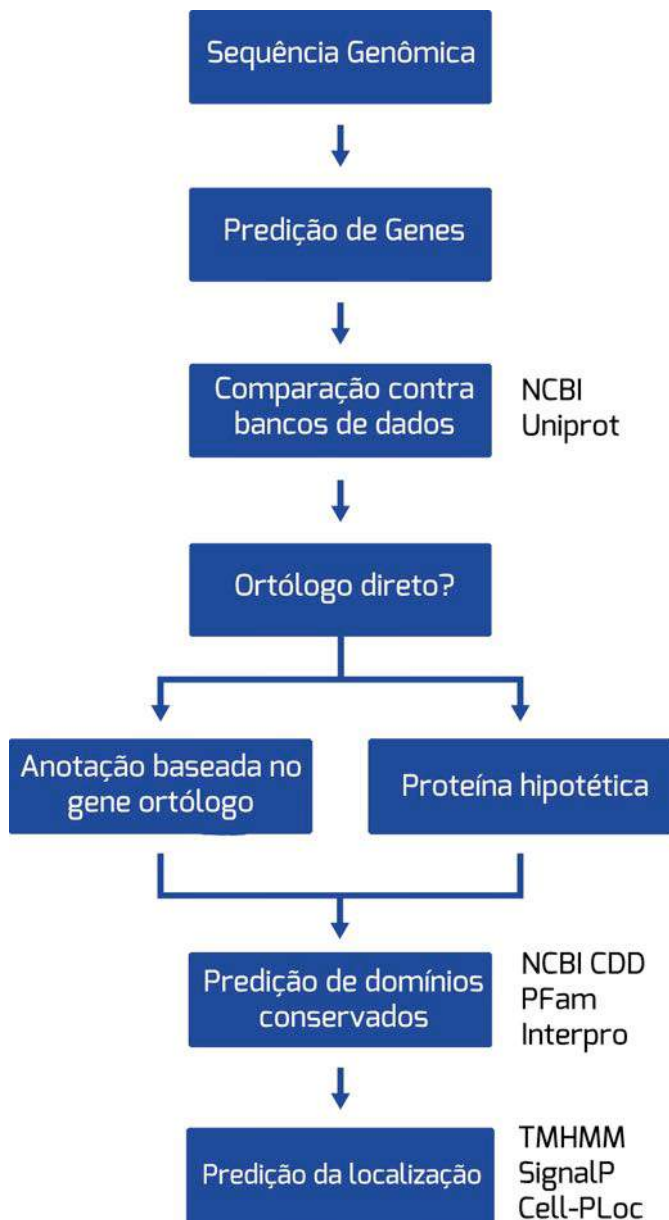 Sequência Genômica
Predição de Genes
Comparação contra
bancos de dados
NCBI
Uniprot
Ortólogo direto?
Anotação baseada no
gene ortólogo
Proteína hipotética
Predição de domínios
conservados
NCBI CDD
PFam
Interpro
Predição da localização
TMHMM
SignalP
Cell-PLoc